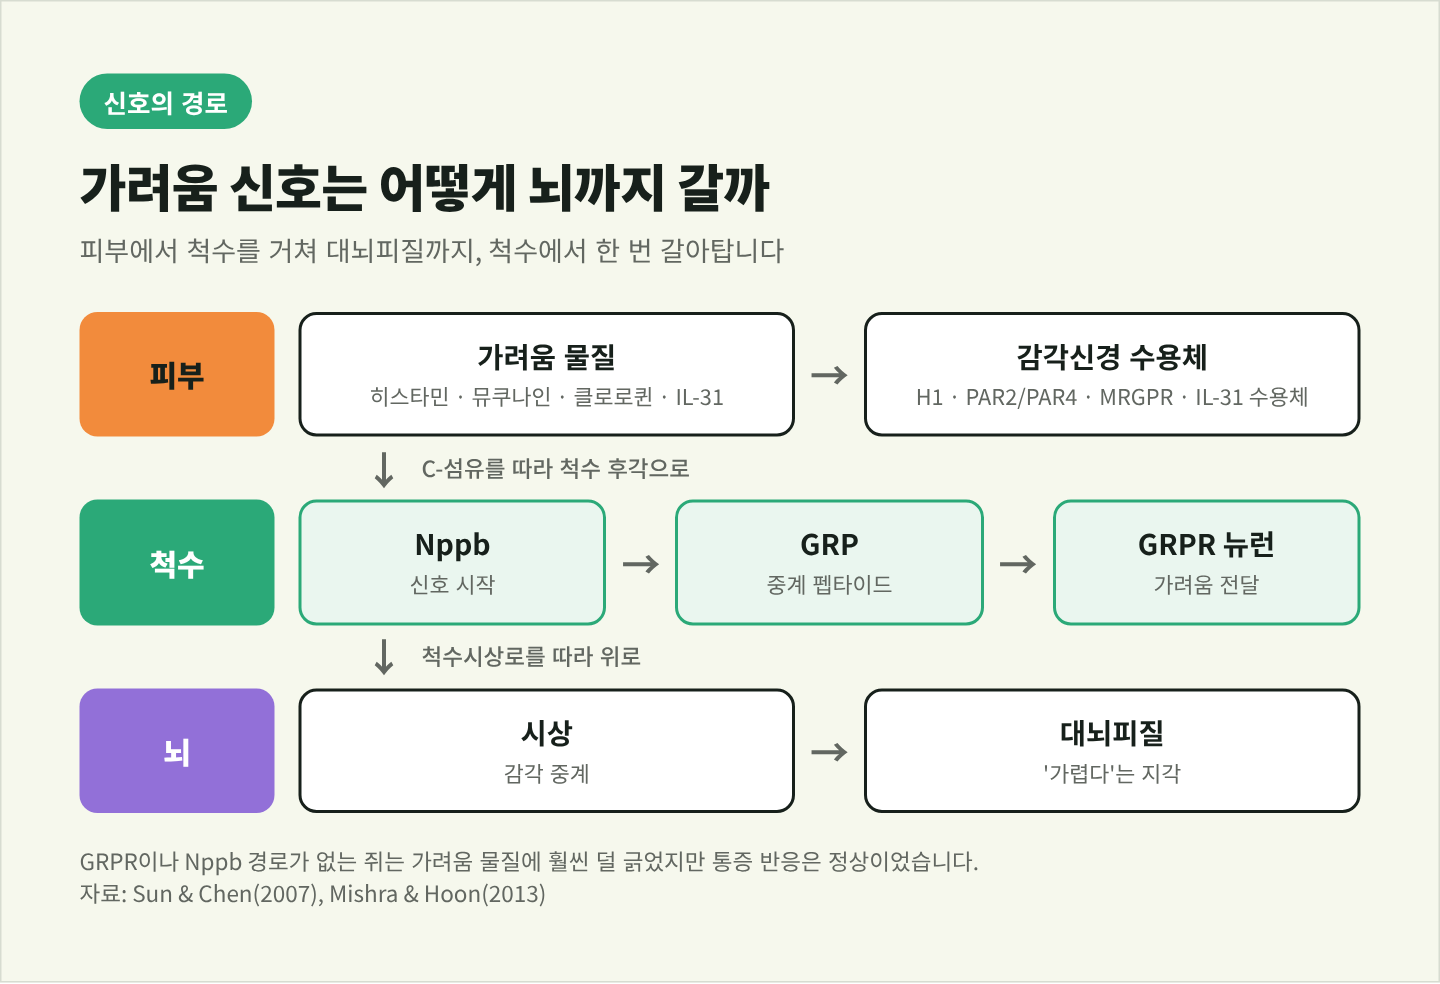 신호의 경로
가려움 신호는 어떻게 뇌까지 갈까
피부에서 척수를 거쳐 대뇌피질까지, 척수에서 한 번 갈아탑니다
피부
가려움 물질
히스타민 · 뮤쿠나인 · 클로로퀸 · IL-31
→
감각신경 수용체
H1 · PAR2/PAR4 · MRGPR · IL-31 수용체
↓ C-섬유를 따라 척수 후각으로
척수
Nppb
신호 시작
→
GRP
중계 펩타이드
→
GRPR 뉴런
가려움 전달
↓ 척수시상로를 따라 위로
뇌
시상
감각 중계
→
대뇌피질
'가렵다'는 지각
GRPR이나 Nppb 경로가 없는 쥐는 가려움 물질에 훨씬 덜 긁었지만 통증 반응은 정상이었습니다.
자료: Sun & Chen(2007), Mishra & Hoon(2013)